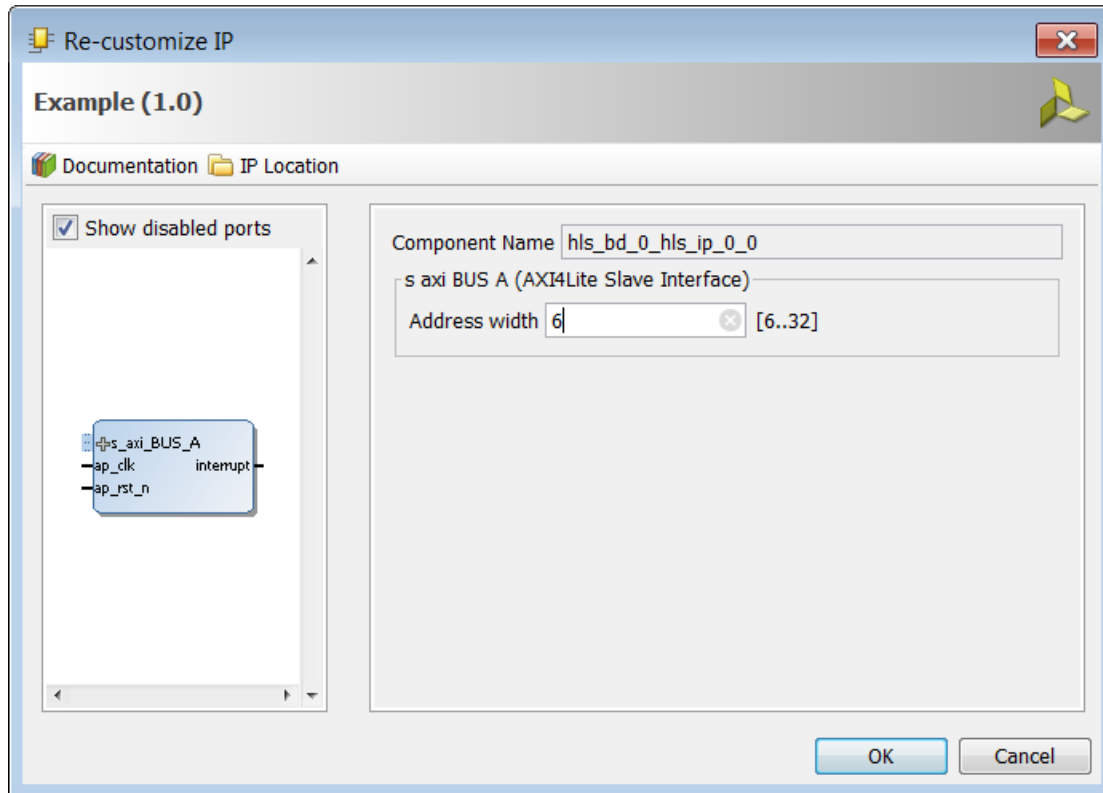 Re-customize IP
Example (1.0)
Documentation IP Location
Show disabled ports
s_axi_BUS_A
ap_clk interrupt
ap_rst_n
Component Name hls_bd_0_hls_ip_0_0
s axi BUS A (AXI4Lite Slave Interface)
Address width 6 [6..32]
OK Cancel